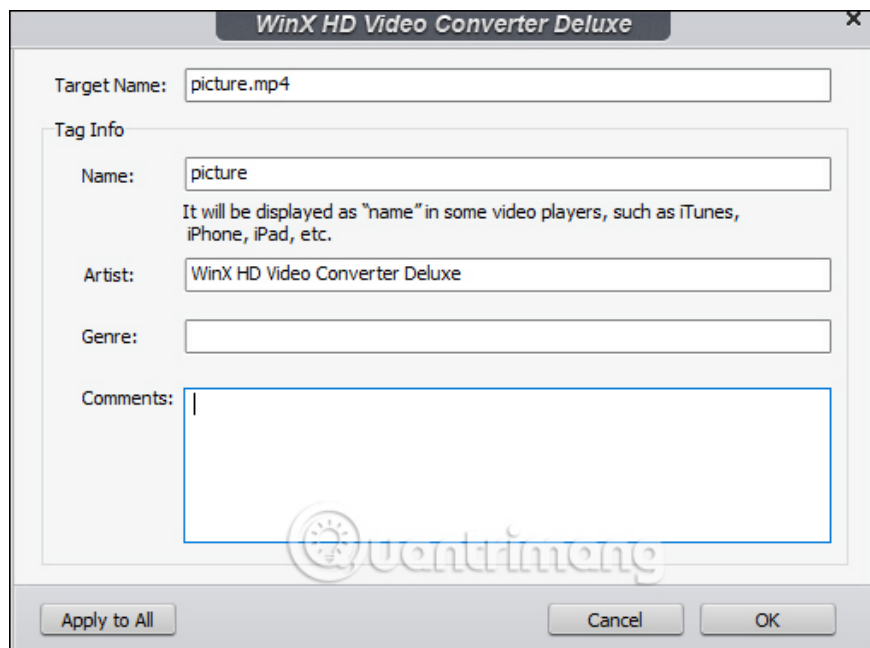 WinX HD Video Converter Deluxe
Target Name: picture.mp4
Tag Info
Name: picture
It will be displayed as “name” in some video players, such as iTunes,
iPhone, iPad, etc.
Artist: WinX HD Video Converter Deluxe
Genre:
Comments:
Quantrimang
Apply to All Cancel OK